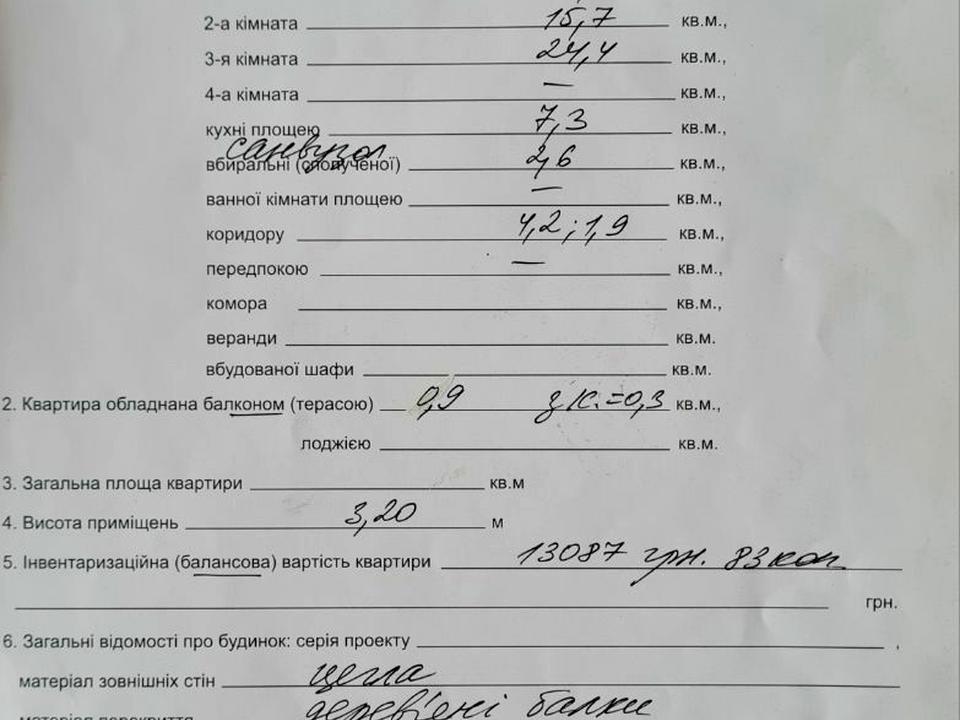 2-а кімната 15,7 кв.м.,
3-я кімната 24,4 кв.м.,
4-а кімната — кв.м.,
кухні площею 7,3 кв.м.,
санвузол
вбиральні (сполученої) 2,6 кв.м.,
ванної кімнати площею — кв.м.,
коридору 4,2 ; 1,9 кв.м.,
передпокою — кв.м.,
комора кв.м.,
веранди кв.м.
вбудованої шафи кв.м.
2. Квартира обладнана балконом (терасою) 0,9 з К.=0,3 кв.м.,
лоджією кв.м.
3. Загальна площа квартири кв.м
4. Висота приміщень 3,20 м
5. Інвентаризаційна (балансова) вартість квартири 13087 грн. 83 коп
грн.
6. Загальні відомості про будинок: серія проекту ,
матеріал зовнішніх стін цегла
матеріал перекриття дерев'яні балки